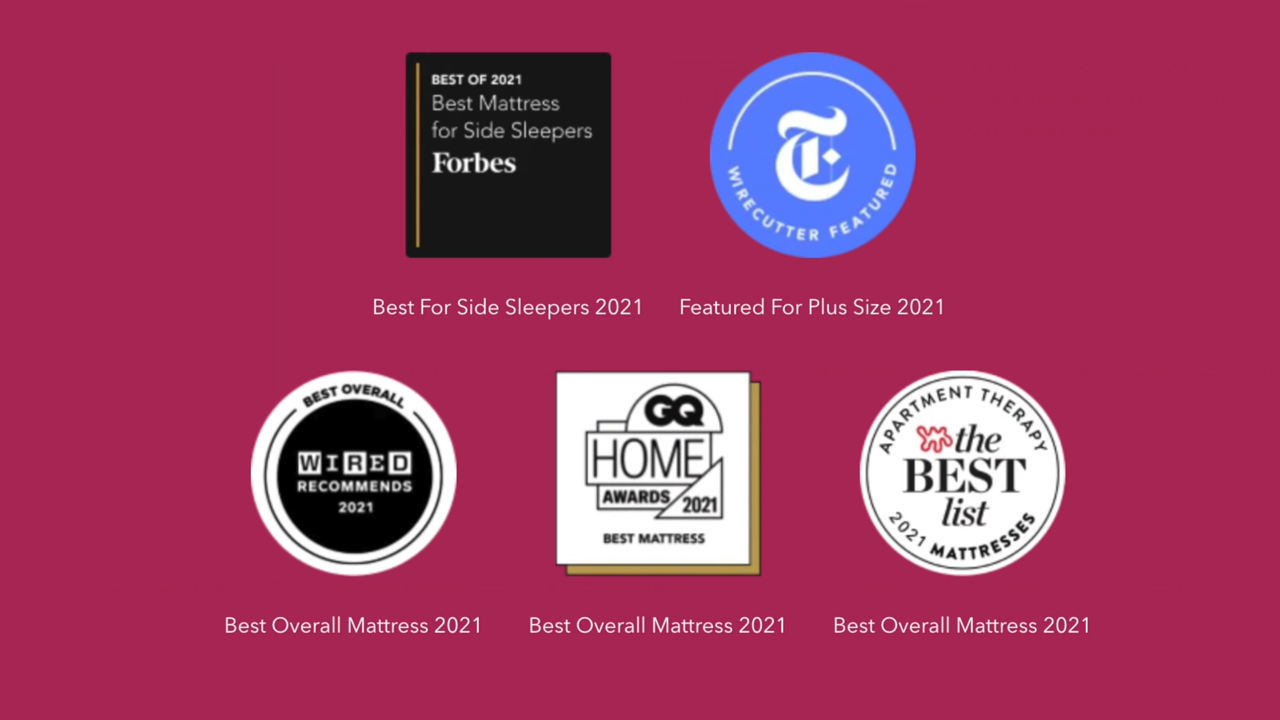 BEST OF 2021
Best Mattress
for Side Sleepers
Forbes
WIRECUTTER FEATURED
Best For Side Sleepers 2021
Featured For Plus Size 2021
BEST OVERALL
WIRED
RECOMMENDS
2021
GQ
HOME
AWARDS
2021
BEST MATTRESS
APARTMENT THERAPY
the
BEST
list
2021 MATTRESSES
Best Overall Mattress 2021
Best Overall Mattress 2021
Best Overall Mattress 2021